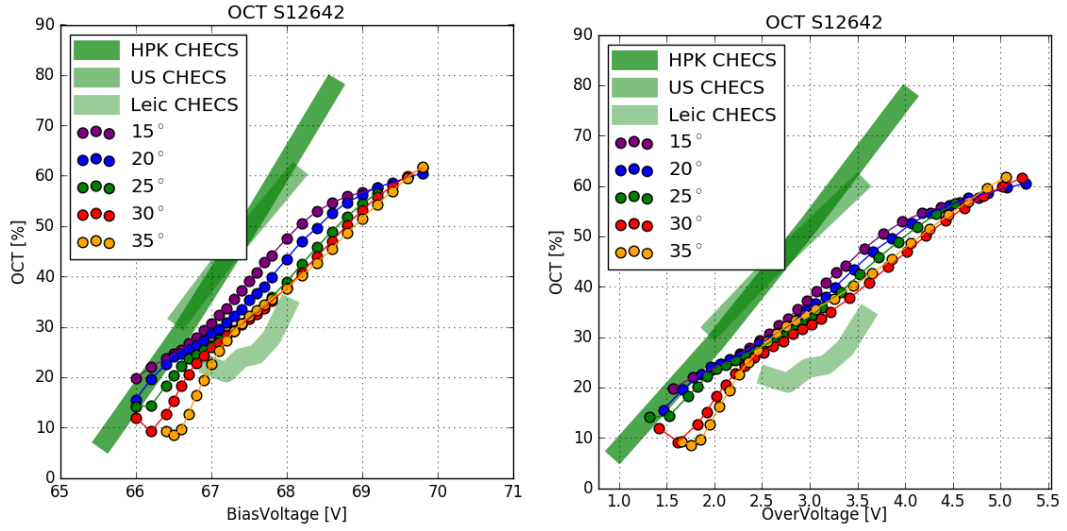 OCT S12642
90
80
70
60
50
40
30
20
10
0
OCT [%]
HPK CHECS
US CHECS
Leic CHECS
15°
20°
25°
30°
35°
65 66 67 68 69 70 71
BiasVoltage [V]
OCT S12642
90
80
70
60
50
40
30
20
10
0
OCT [%]
HPK CHECS
US CHECS
Leic CHECS
15°
20°
25°
30°
35°
1.0 1.5 2.0 2.5 3.0 3.5 4.0 4.5 5.0 5.5
OverVoltage [V]